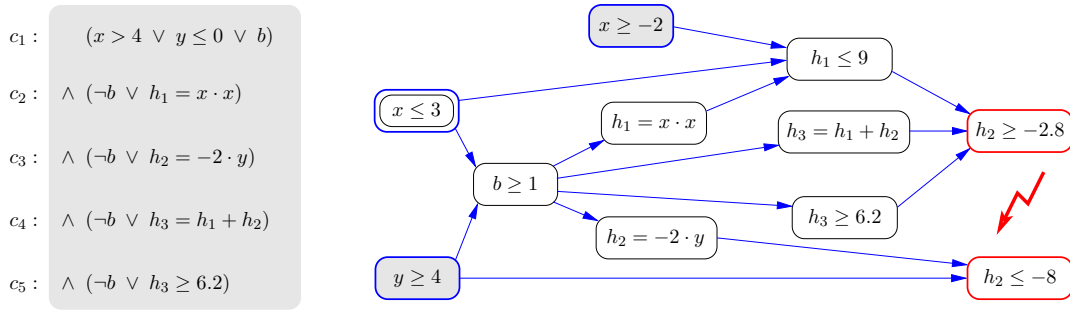 c₁ : (x > 4 ∨ y ≤ 0 ∨ b)
c₂ : ∧ (¬b ∨ h₁ = x · x)
c₃ : ∧ (¬b ∨ h₂ = −2 · y)
c₄ : ∧ (¬b ∨ h₃ = h₁ + h₂)
c₅ : ∧ (¬b ∨ h₃ ≥ 6.2)
x ≥ −2
h₁ ≤ 9
x ≤ 3
h₁ = x · x
h₃ = h₁ + h₂
h₂ ≥ −2.8
b ≥ 1
h₃ ≥ 6.2
h₂ = −2 · y
y ≥ 4
h₂ ≤ −8